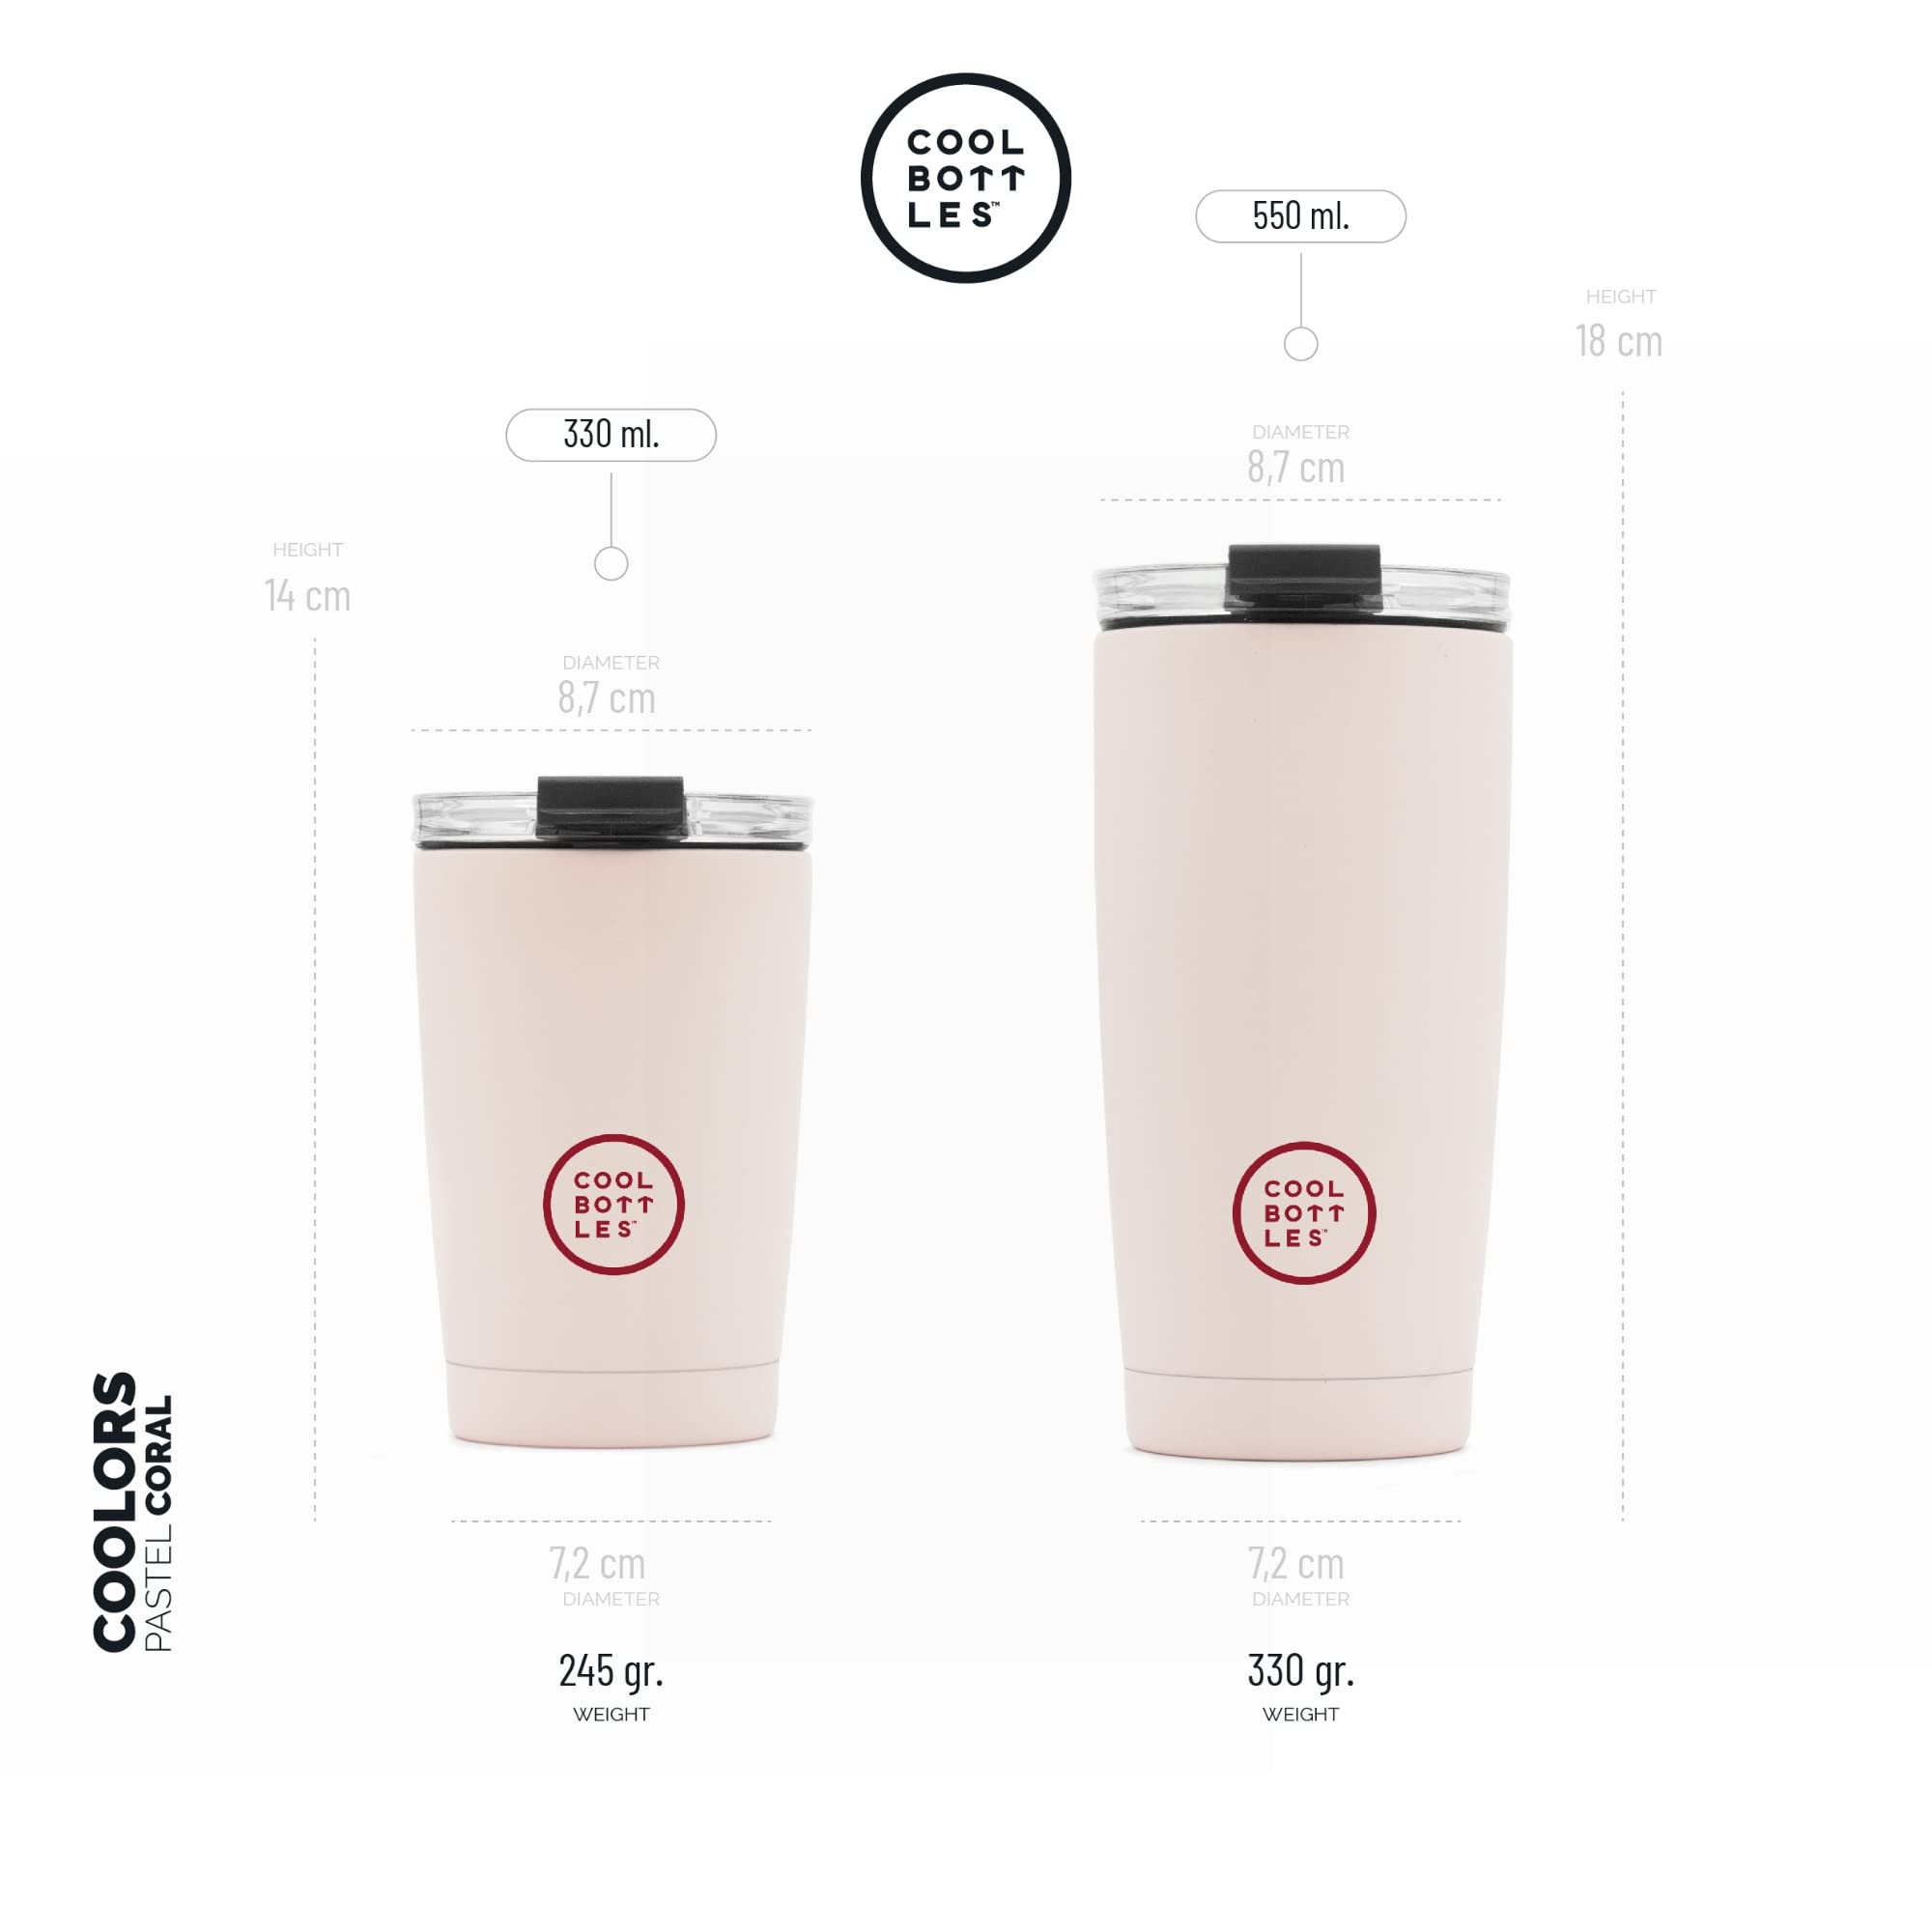 COOL
BOTT
LES™
550 ml.
HEIGHT
18 cm
330 ml.
DIAMETER
8,7 cm
HEIGHT
14 cm
DIAMETER
8,7 cm
COOL
BOTT
LES™
COOL
BOTT
LES™
COOLORS
PASTEL CORAL
7,2 cm
DIAMETER
245 gr.
WEIGHT
7,2 cm
DIAMETER
330 gr.
WEIGHT